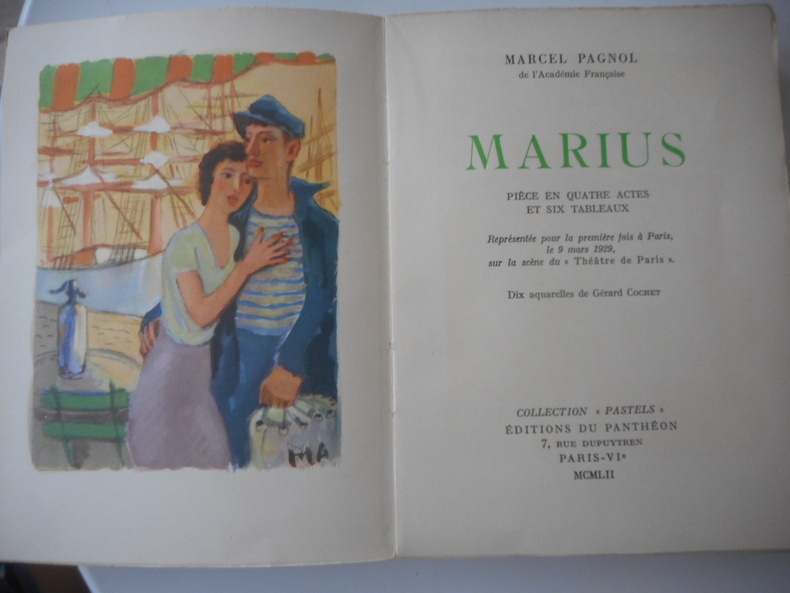 MA
MARCEL PAGNOL
de l'Académie Française
MARIUS
PIÈCE EN QUATRE ACTES
ET SIX TABLEAUX
Représentée pour la première fois à Paris,
le 9 mars 1929,
sur la scène du « Théâtre de Paris ».
Dix aquarelles de Gérard COCHET
COLLECTION « PASTELS »
ÉDITIONS DU PANTHÉON
7, RUE DUPUYTREN
PARIS-VIe
MCMLII